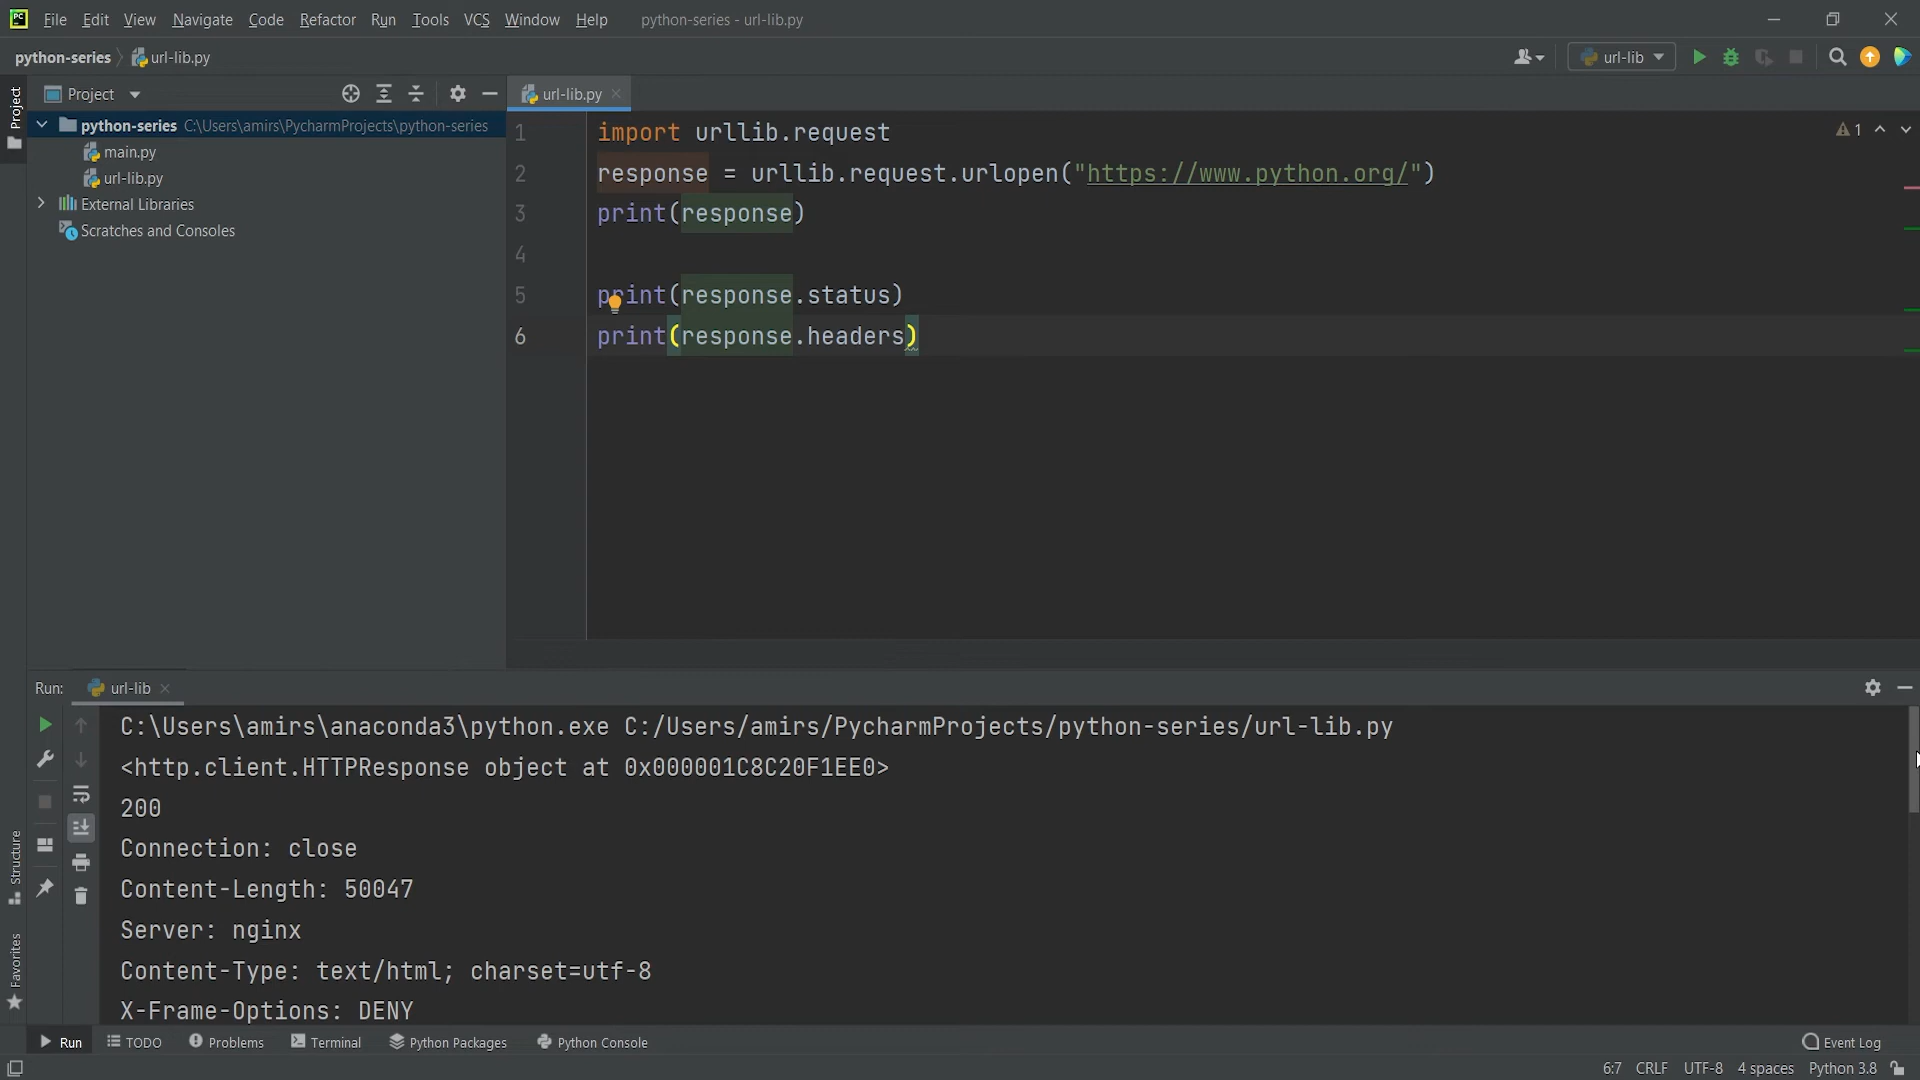 PC File Edit View Navigate Code Refactor Run Tools VCS Window Help python-series - url-lib.py
python-series url-lib.py url-lib
Project url-lib.py
Project
python-series C:\Users\amirs\PycharmProjects\python-series
main.py
url-lib.py
External Libraries
Scratches and Consoles
1 import urllib.request
2 response = urllib.request.urlopen("https://www.python.org/")
3 print(response)
4
5 print(response.status)
6 print(response.headers)
1
Run: url-lib
C:\Users\amirs\anaconda3\python.exe C:/Users/amirs/PycharmProjects/python-series/url-lib.py
<http.client.HTTPResponse object at 0x000001C8C20F1EE0>
200
Connection: close
Content-Length: 50047
Server: nginx
Content-Type: text/html; charset=utf-8
X-Frame-Options: DENY
Structure
Favorites
Run TODO Problems Terminal Python Packages Python Console Event Log
6:7 CRLF UTF-8 4 spaces Python 3.8